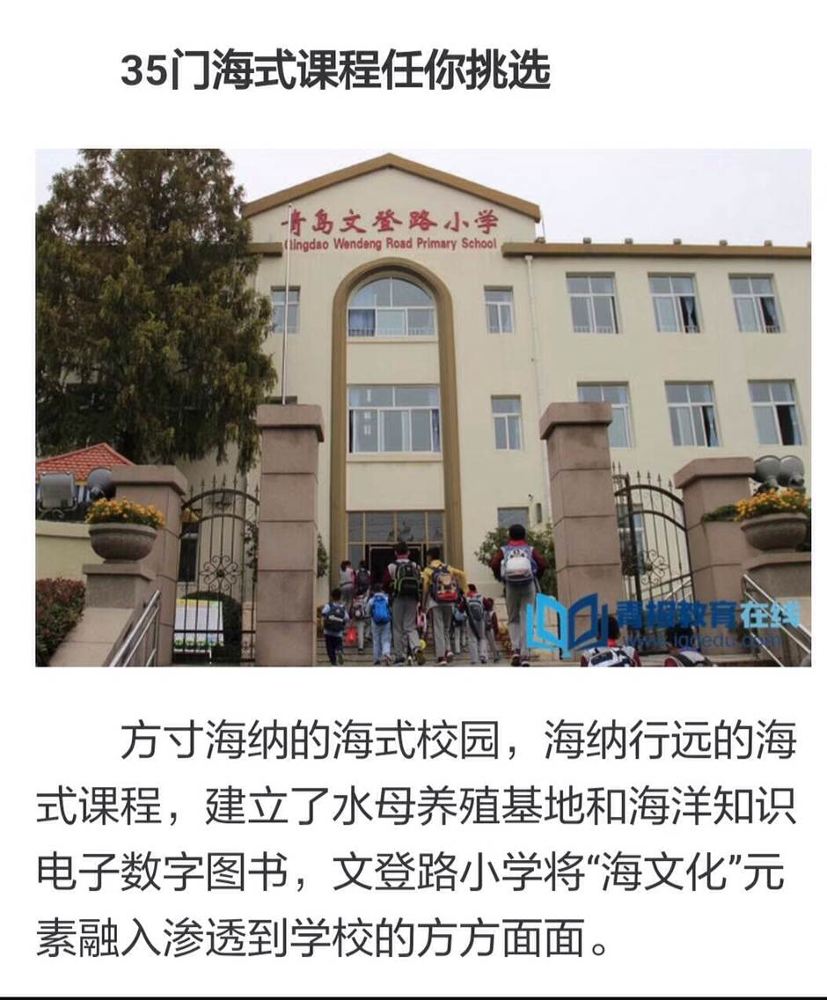 35门海式课程任你挑选
青岛文登路小学
Qingdao Wendeng Road Primary School
青报教育在线
方寸海纳的海式校园，海纳行远的海
式课程，建立了水母养殖基地和海洋知识
电子数字图书，文登路小学将“海文化”元
素融入渗透到学校的方方面面。